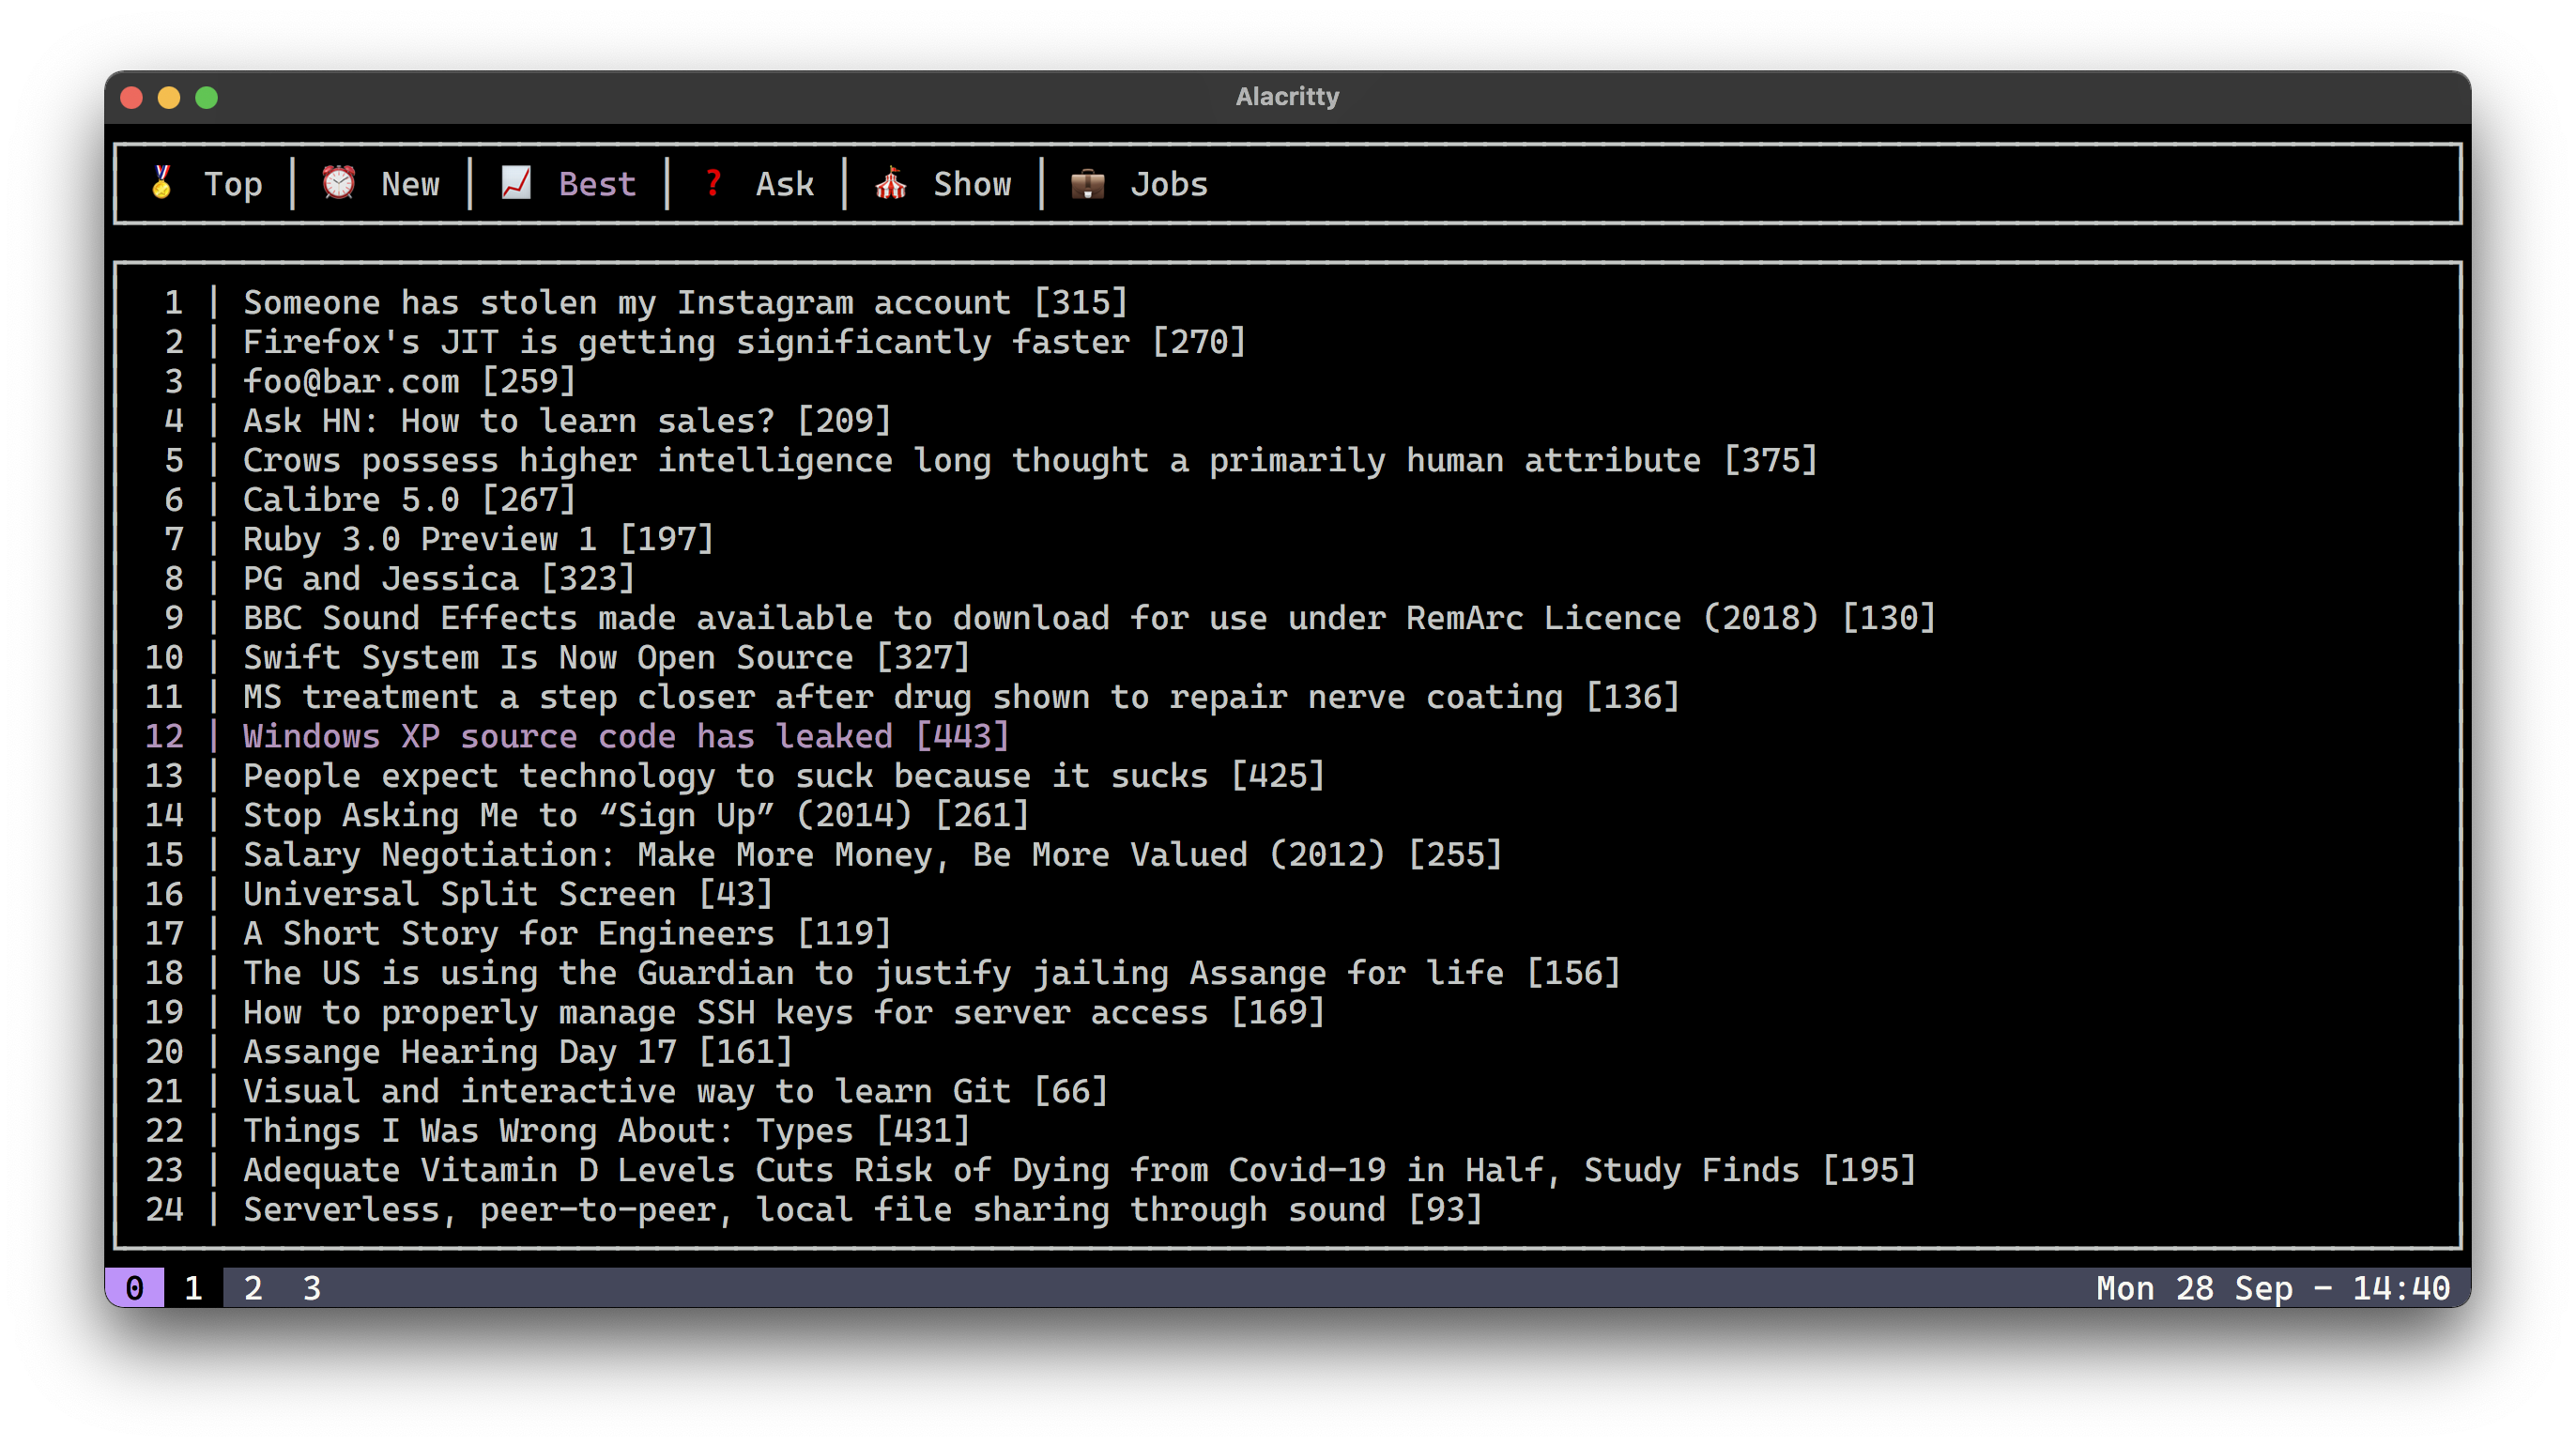 Alacritty
Top | New | Best | ? Ask | Show | Jobs
1 | Someone has stolen my Instagram account [315]
2 | Firefox's JIT is getting significantly faster [270]
3 | foo@bar.com [259]
4 | Ask HN: How to learn sales? [209]
5 | Crows possess higher intelligence long thought a primarily human attribute [375]
6 | Calibre 5.0 [267]
7 | Ruby 3.0 Preview 1 [197]
8 | PG and Jessica [323]
9 | BBC Sound Effects made available to download for use under RemArc Licence (2018) [130]
10 | Swift System Is Now Open Source [327]
11 | MS treatment a step closer after drug shown to repair nerve coating [136]
12 | Windows XP source code has leaked [443]
13 | People expect technology to suck because it sucks [425]
14 | Stop Asking Me to “Sign Up” (2014) [261]
15 | Salary Negotiation: Make More Money, Be More Valued (2012) [255]
16 | Universal Split Screen [43]
17 | A Short Story for Engineers [119]
18 | The US is using the Guardian to justify jailing Assange for life [156]
19 | How to properly manage SSH keys for server access [169]
20 | Assange Hearing Day 17 [161]
21 | Visual and interactive way to learn Git [66]
22 | Things I Was Wrong About: Types [431]
23 | Adequate Vitamin D Levels Cuts Risk of Dying from Covid-19 in Half, Study Finds [195]
24 | Serverless, peer-to-peer, local file sharing through sound [93]
0 1 2 3 Mon 28 Sep - 14:40